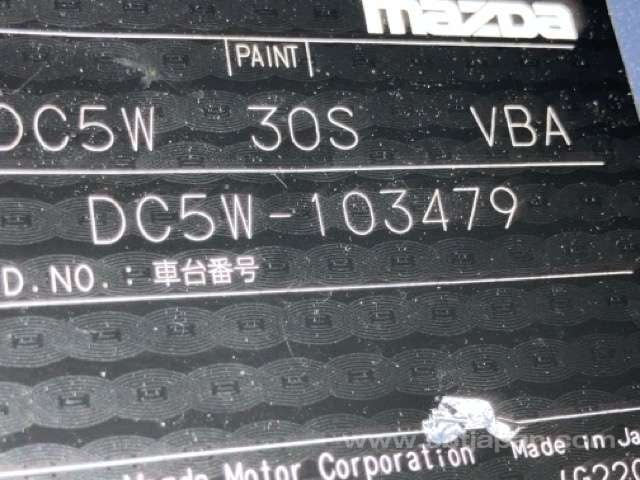 mazda
PAINT
DC5W 30S VBA
DC5W-103479
D.NO.: 車台番号
Motor Corporation Made in Ja